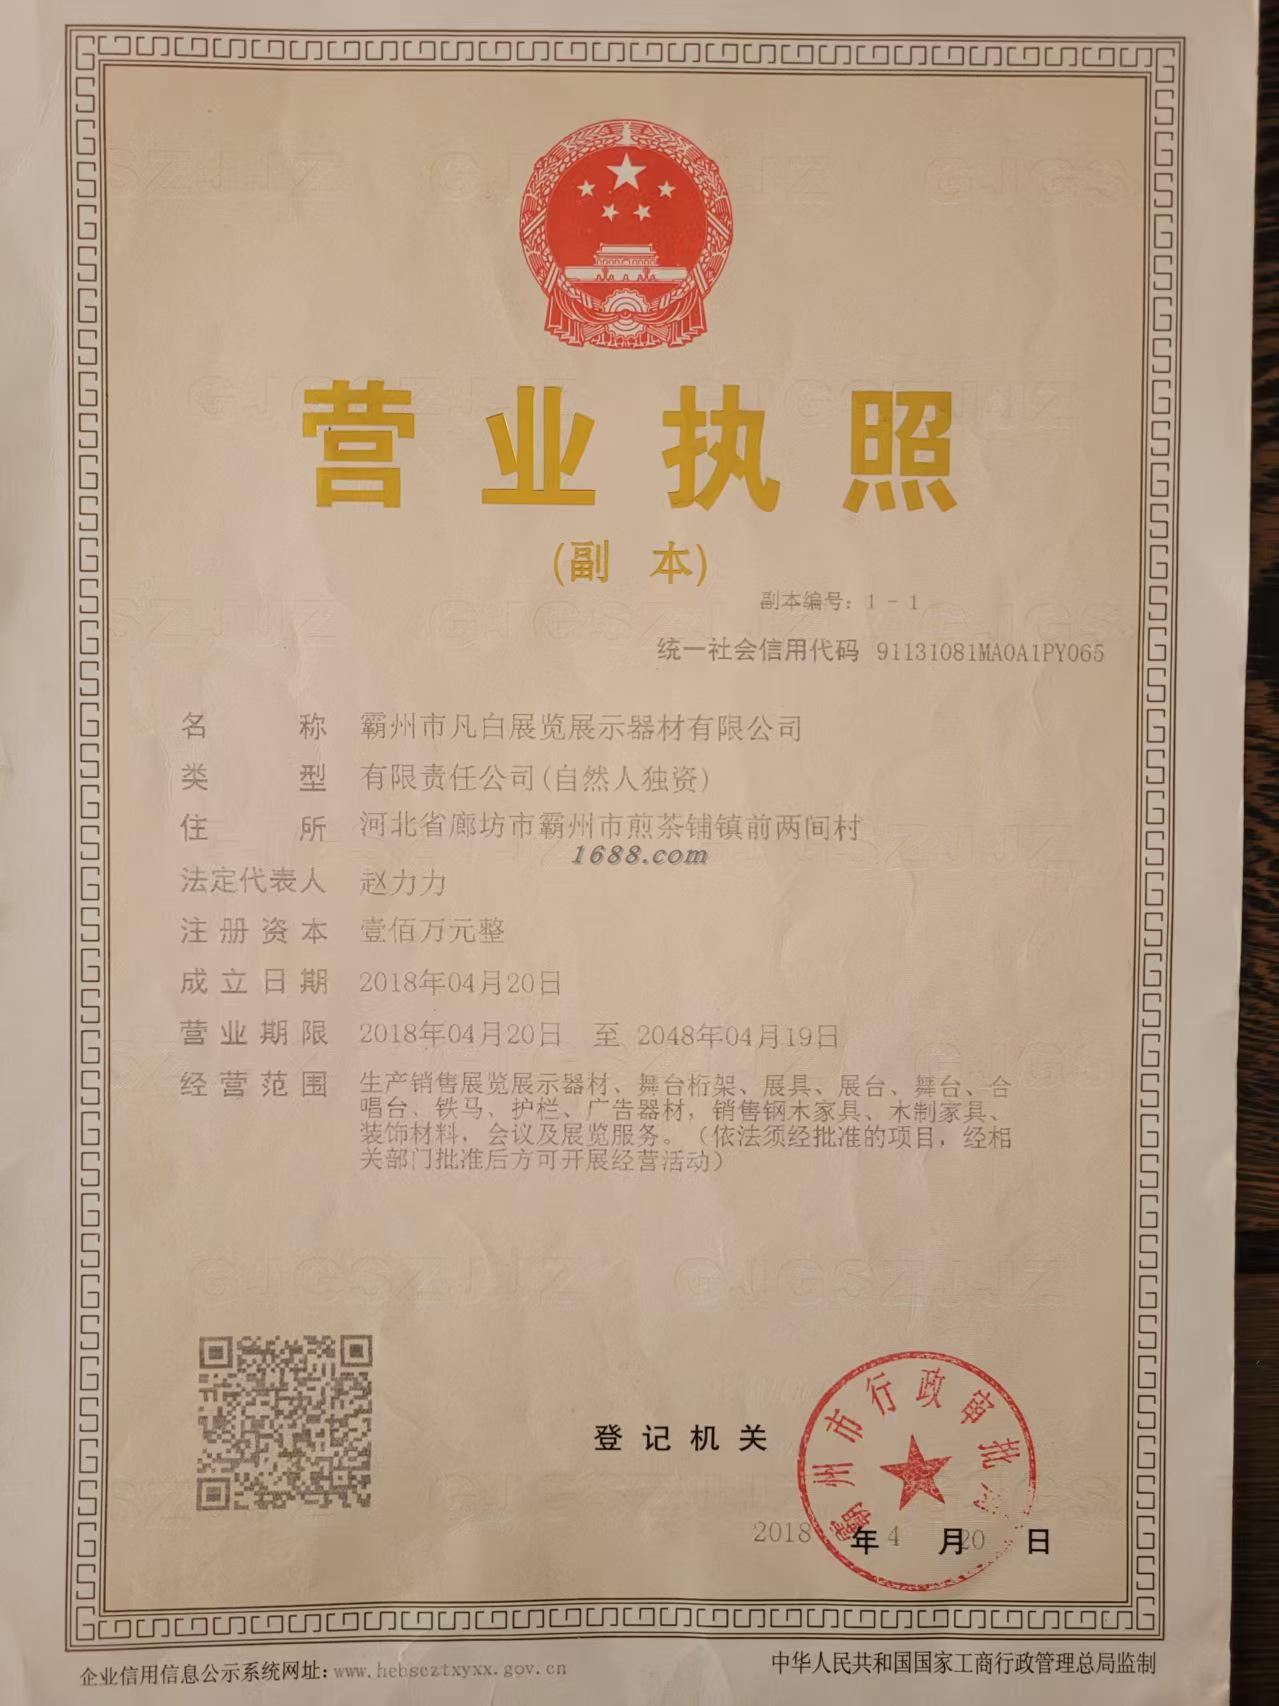 营业执照
(副 本)
副本编号：1-1
统一社会信用代码 91131081MA0A1PY065
名 称 霸州市凡白展览展示器材有限公司
类 型 有限责任公司(自然人独资)
住 所 河北省廊坊市霸州市煎茶铺镇前两间村
1688.com
法定代表人 赵力力
注册资本 壹佰万元整
成立日期 2018年04月20日
营业期限 2018年04月20日 至 2048年04月19日
经营范围 生产销售展览展示器材、舞台桁架、展具、展台、舞台、合
唱台、铁马、护栏、广告器材，销售钢木家具、木制家具、
装饰材料，会议及展览服务。（依法须经批准的项目，经相
关部门批准后方可开展经营活动）
登记机关
霸州市行政审批局
2018 年 4 月 20 日
企业信用信息公示系统网址：www.hebscztxyxx.gov.cn
中华人民共和国国家工商行政管理总局监制